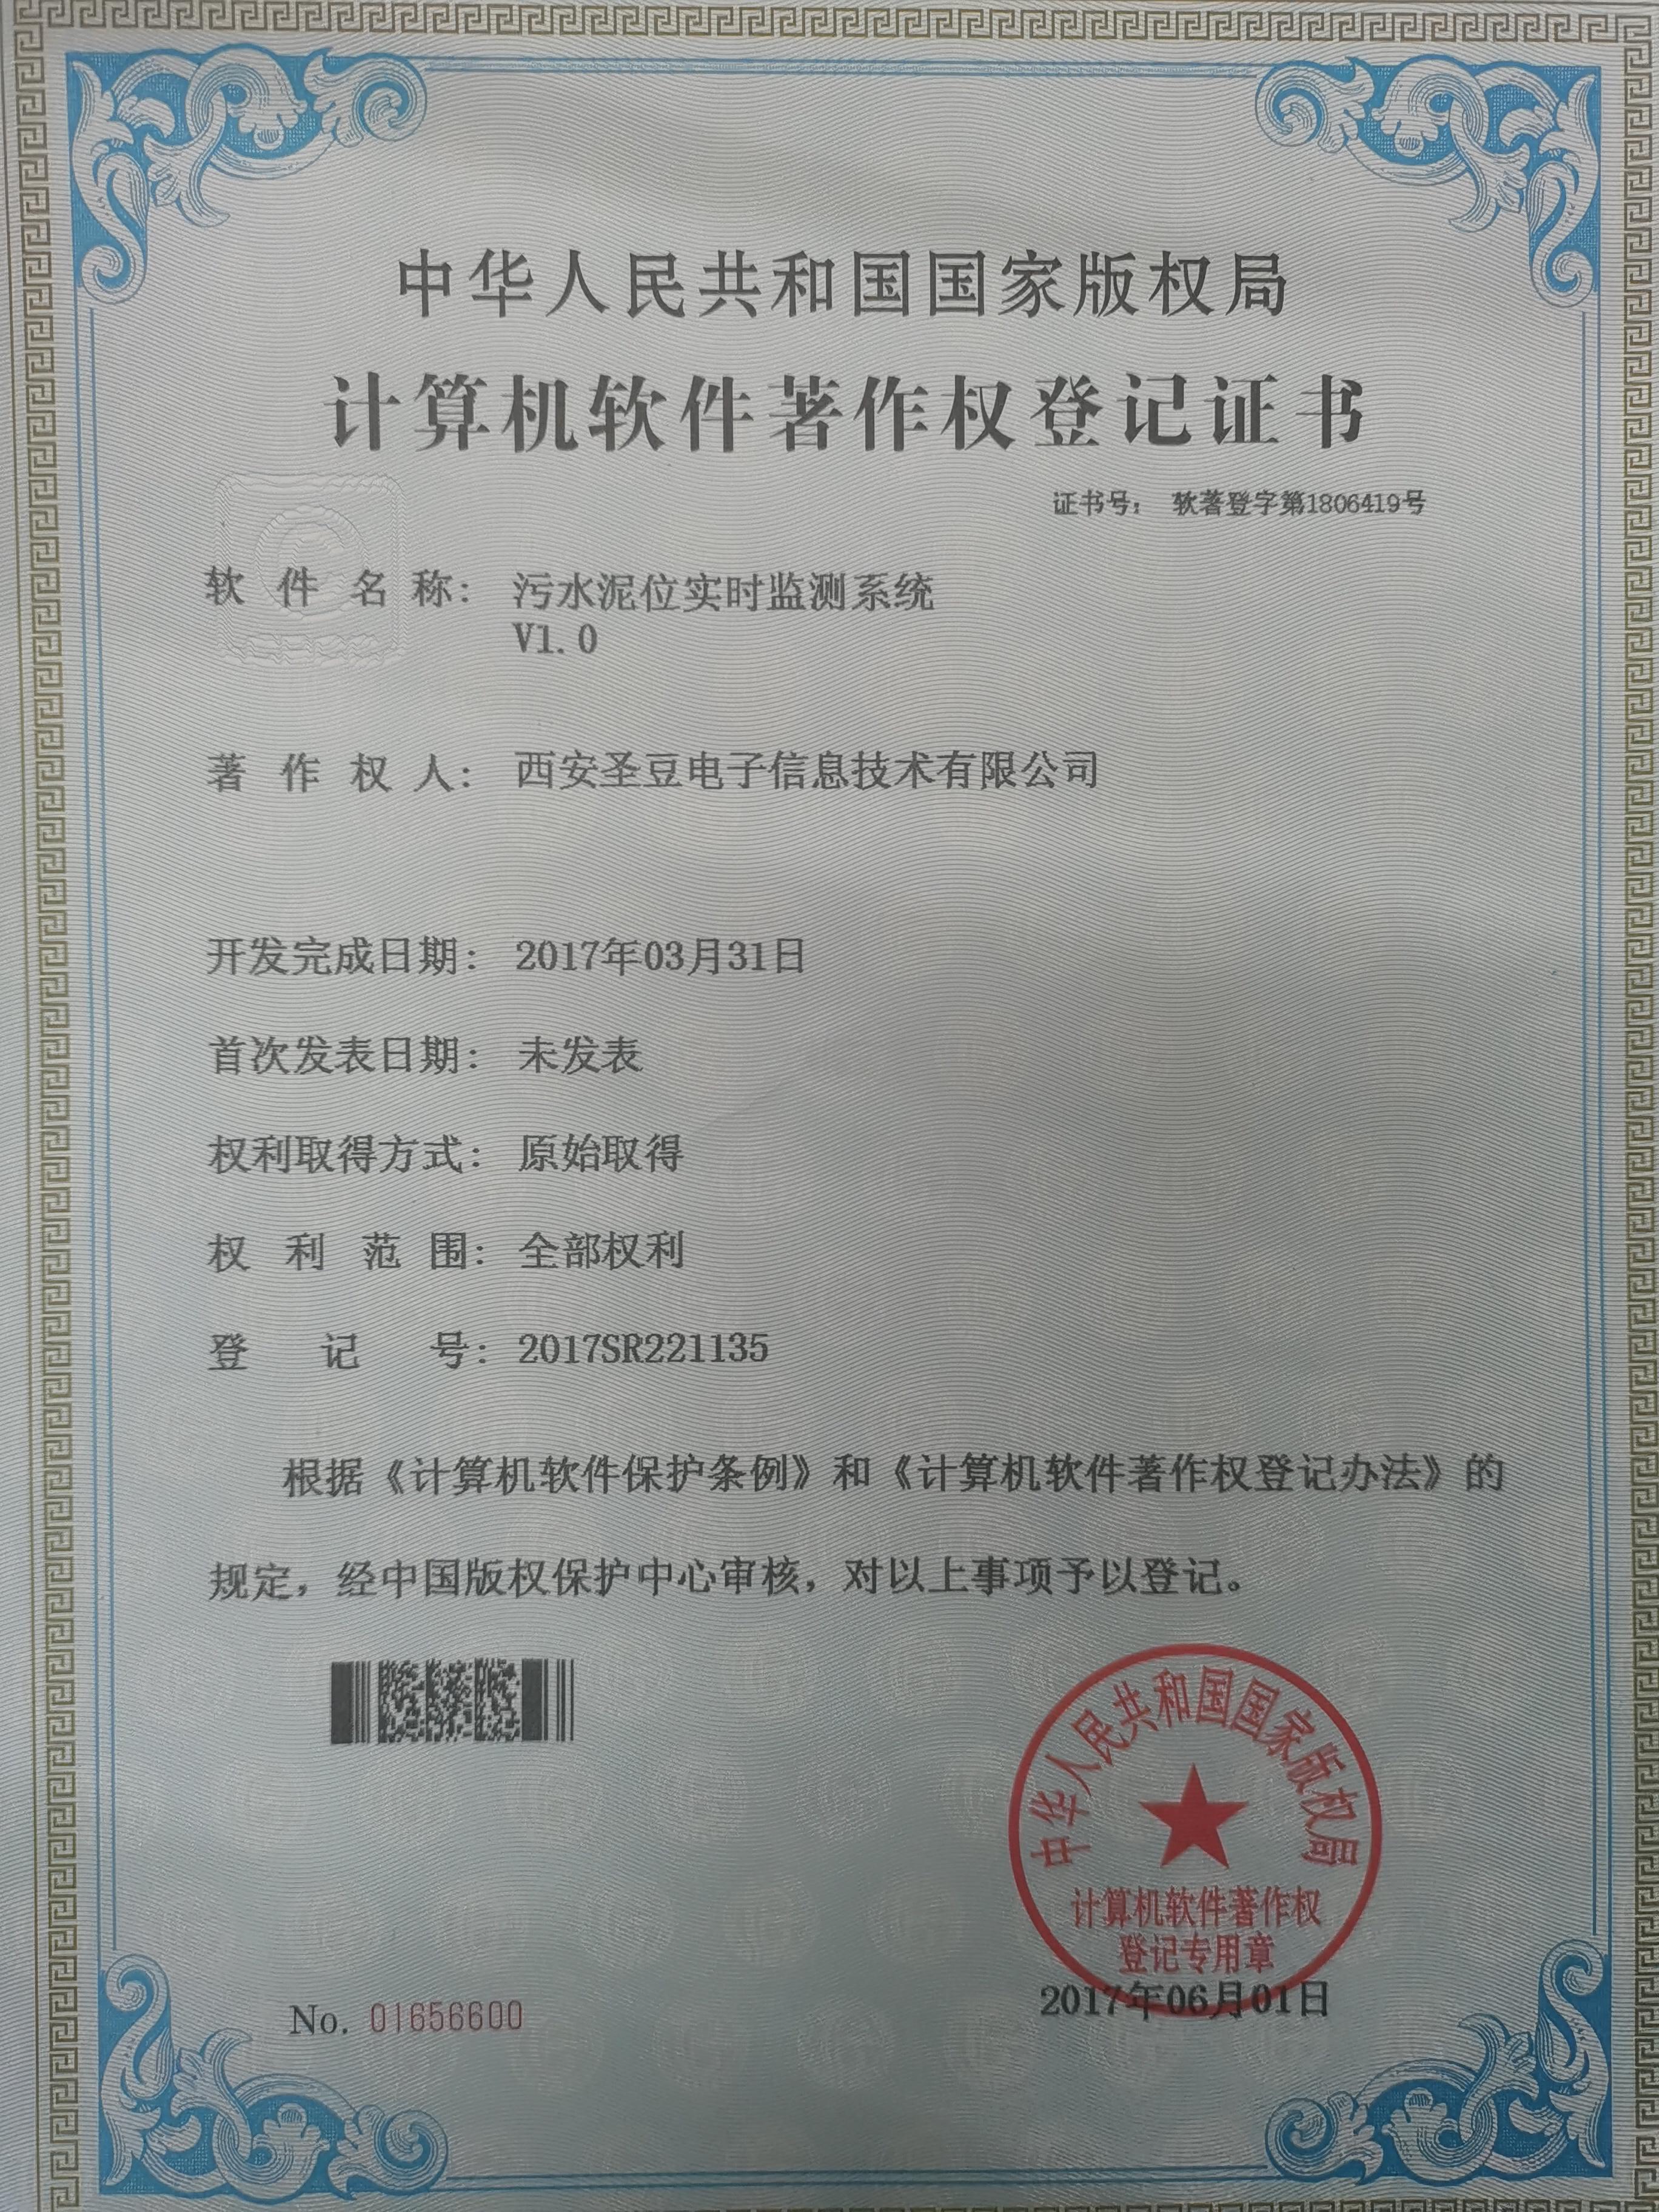 中华人民共和国国家版权局
计算机软件著作权登记证书
证书号： 软著登字第1806419号
软件名称： 污水泥位实时监测系统
V1.0
著作权人： 西安圣豆电子信息技术有限公司
开发完成日期： 2017年03月31日
首次发表日期： 未发表
权利取得方式： 原始取得
权利范围： 全部权利
登记号： 2017SR221135
根据《计算机软件保护条例》和《计算机软件著作权登记办法》的
规定，经中国版权保护中心审核，对以上事项予以登记。
中华人民共和国国家版权局
计算机软件著作权
登记专用章
2017年06月01日
No. 01656600